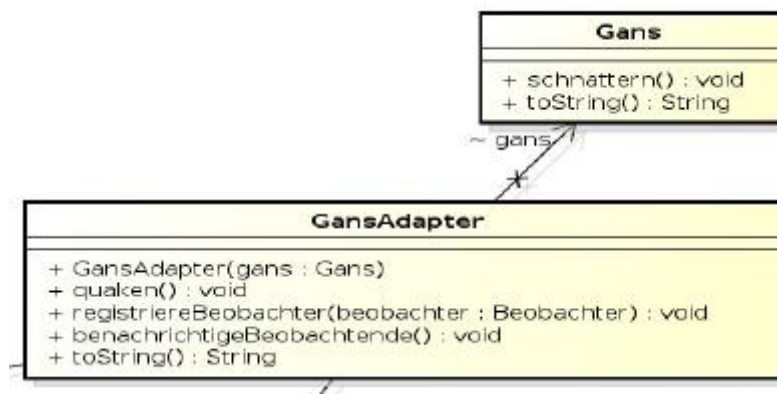 Gans
+ schnattern() : void
+ toString() : String
~ gans
GansAdapter
+ GansAdapter(gans : Gans)
+ quaken() : void
+ registriereBeobachter(beobachter : Beobachter) : void
+ benachrichtigeBeobachtende() : void
+ toString() : String